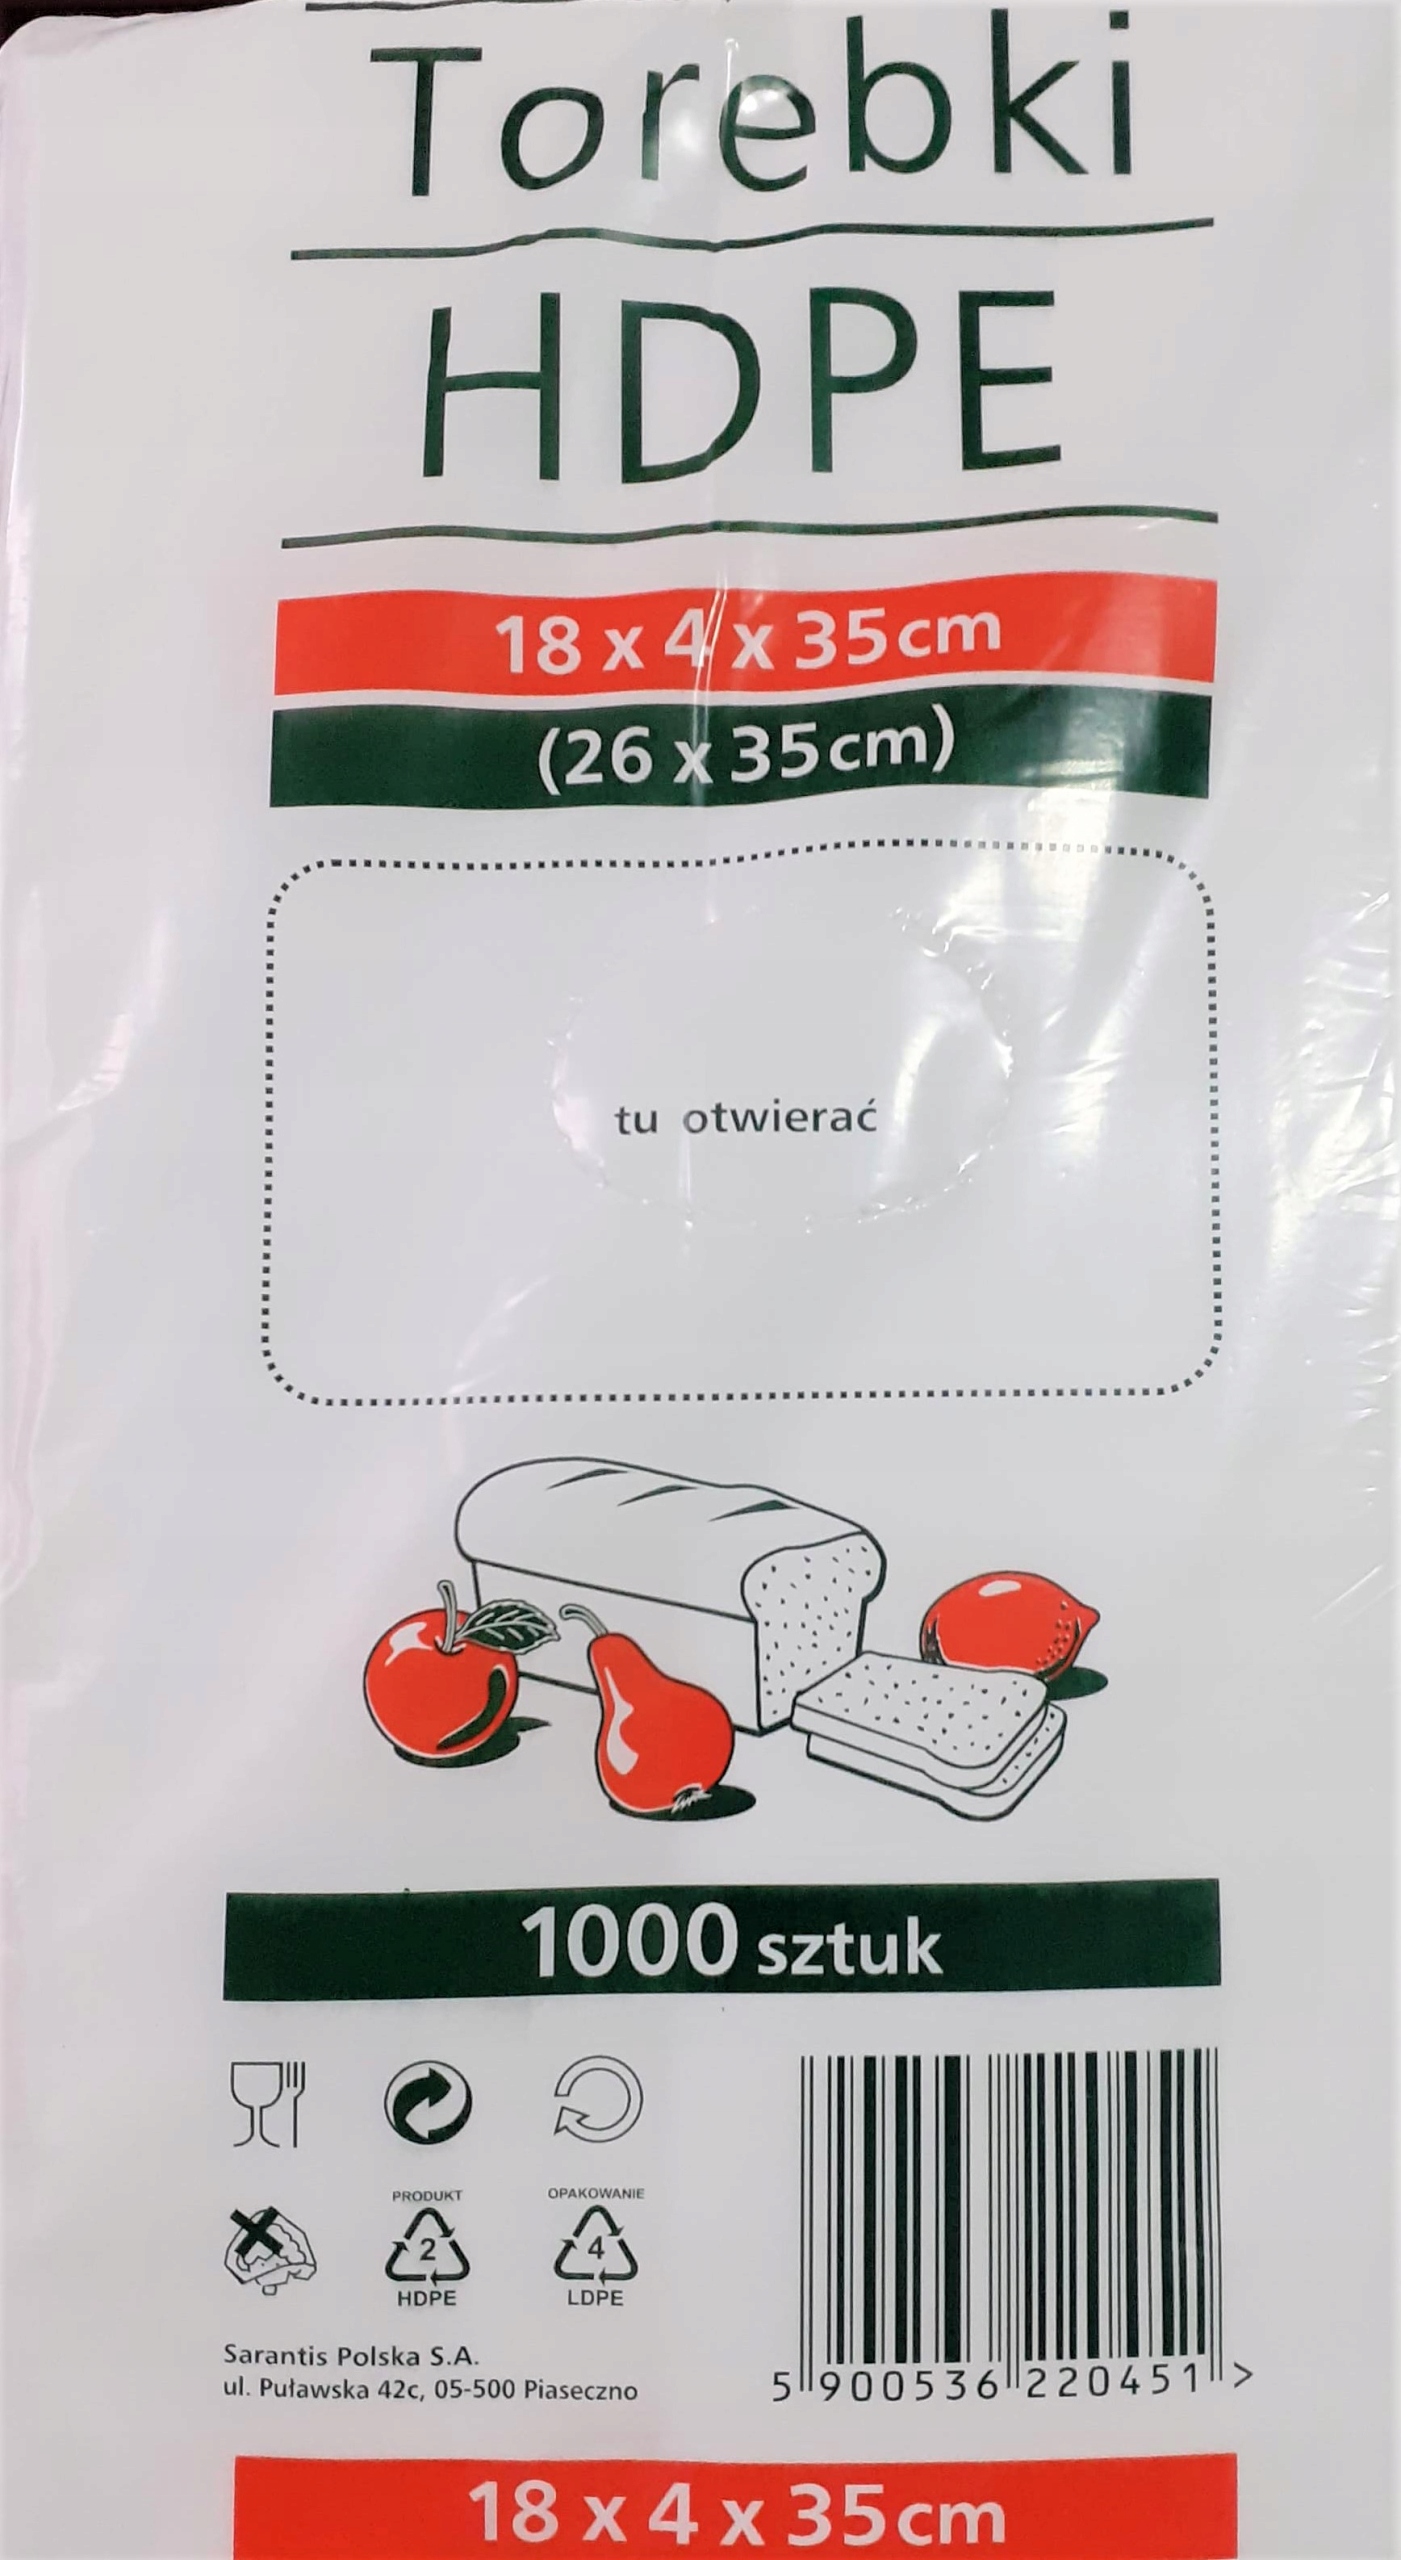 Torebki
HDPE
18 x 4 x 35cm
(26 x 35cm)
tu otwierać
1000 sztuk
PRODUKT
2
HDPE
OPAKOWANIE
4
LDPE
Sarantis Polska S.A.
ul. Puławska 42c, 05-500 Piaseczno
5 900536 220451 >
18 x 4 x 35cm